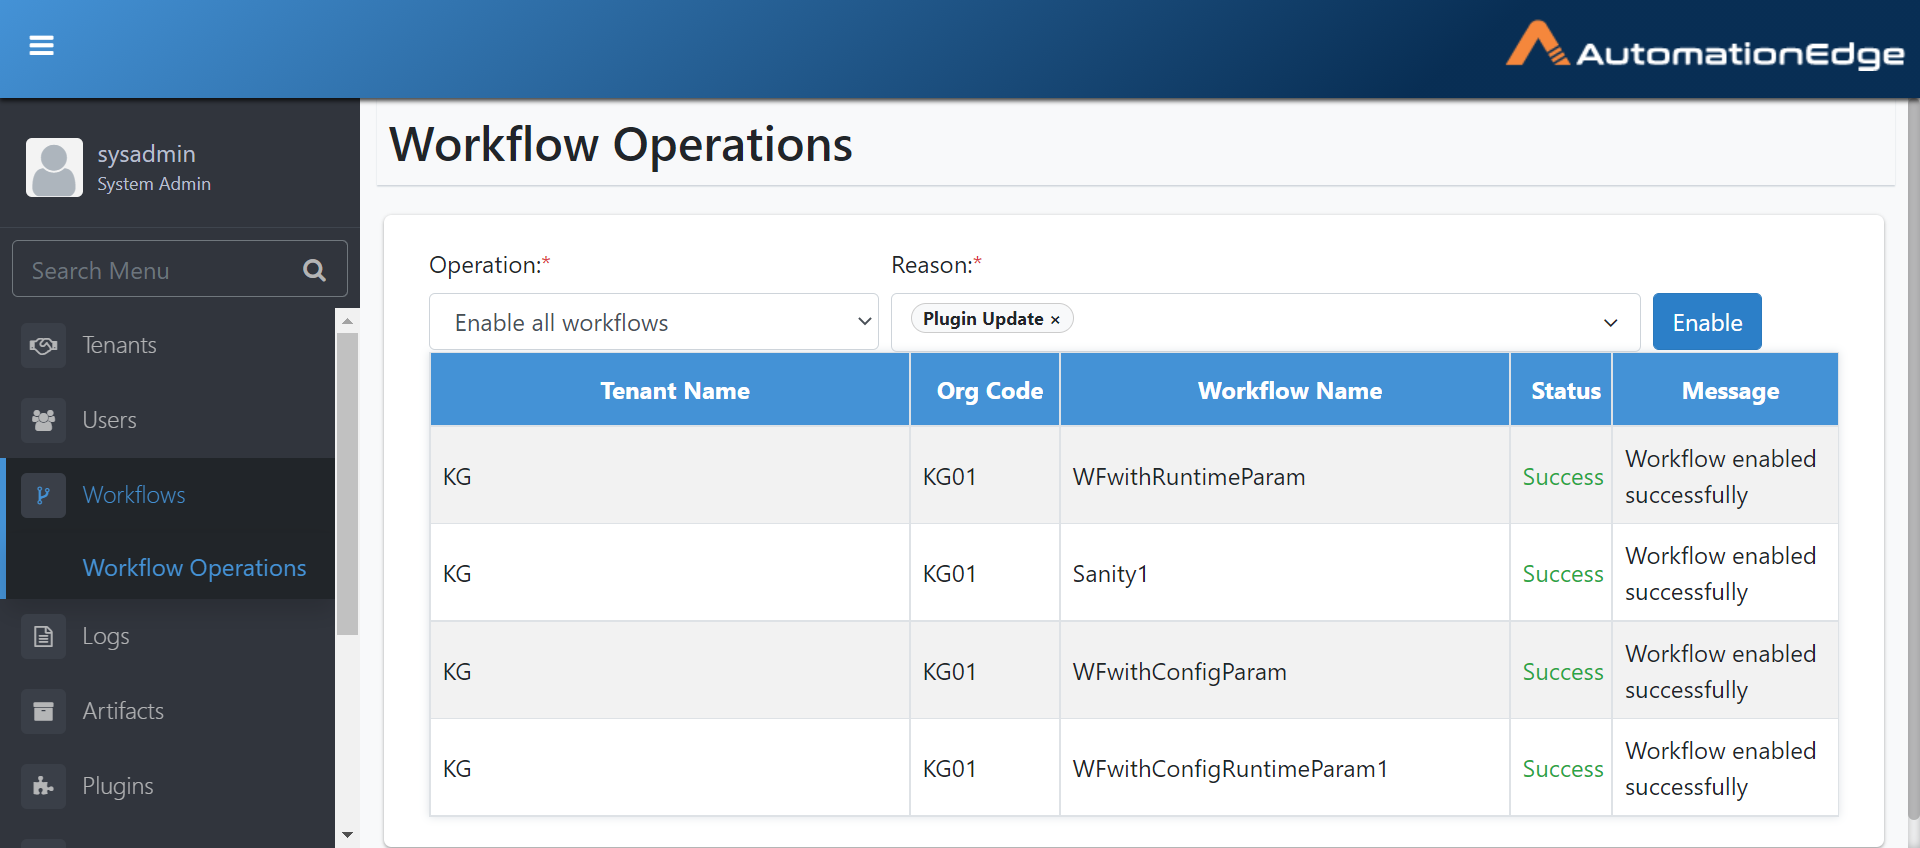 AutomationEdge
sysadmin
System Admin
Search Menu
Tenants
Users
Workflows
Workflow Operations
Logs
Artifacts
Plugins
Workflow Operations
Operation:* Reason:*
Enable all workflows Plugin Update × Enable
Tenant Name Org Code Workflow Name Status Message
KG KG01 WFwithRuntimeParam Success Workflow enabled
successfully
KG KG01 Sanity1 Success Workflow enabled
successfully
KG KG01 WFwithConfigParam Success Workflow enabled
successfully
KG KG01 WFwithConfigRuntimeParam1 Success Workflow enabled
successfully